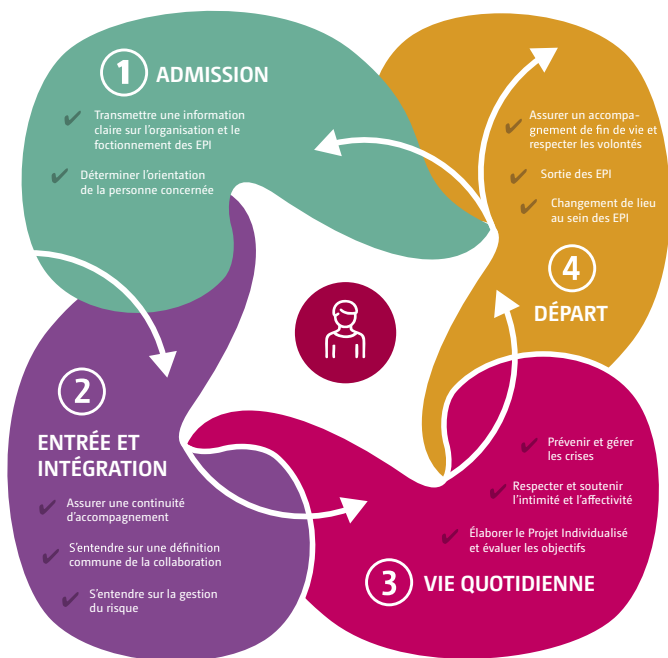 1 ADMISSION
✔ Transmettre une information
claire sur l'organisation et le
foctionnement des EPI
✔ Déterminer l'orientation
de la personne concernée
2
ENTRÉE ET
INTÉGRATION
✔ Assurer une continuité
d'accompagnement
✔ S'entendre sur une définition
commune de la collaboration
✔ S'entendre sur la gestion
du risque
✔ Prévenir et gérer
les crises
✔ Respecter et soutenir
l'intimité et l'affectivité
✔ Élaborer le Projet Individualisé
et évaluer les objectifs
3 VIE QUOTIDIENNE
✔ Assurer un accompa-
gnement de fin de vie et
respecter les volontés
✔ Sortie des EPI
✔ Changement de lieu
au sein des EPI
4
DÉPART